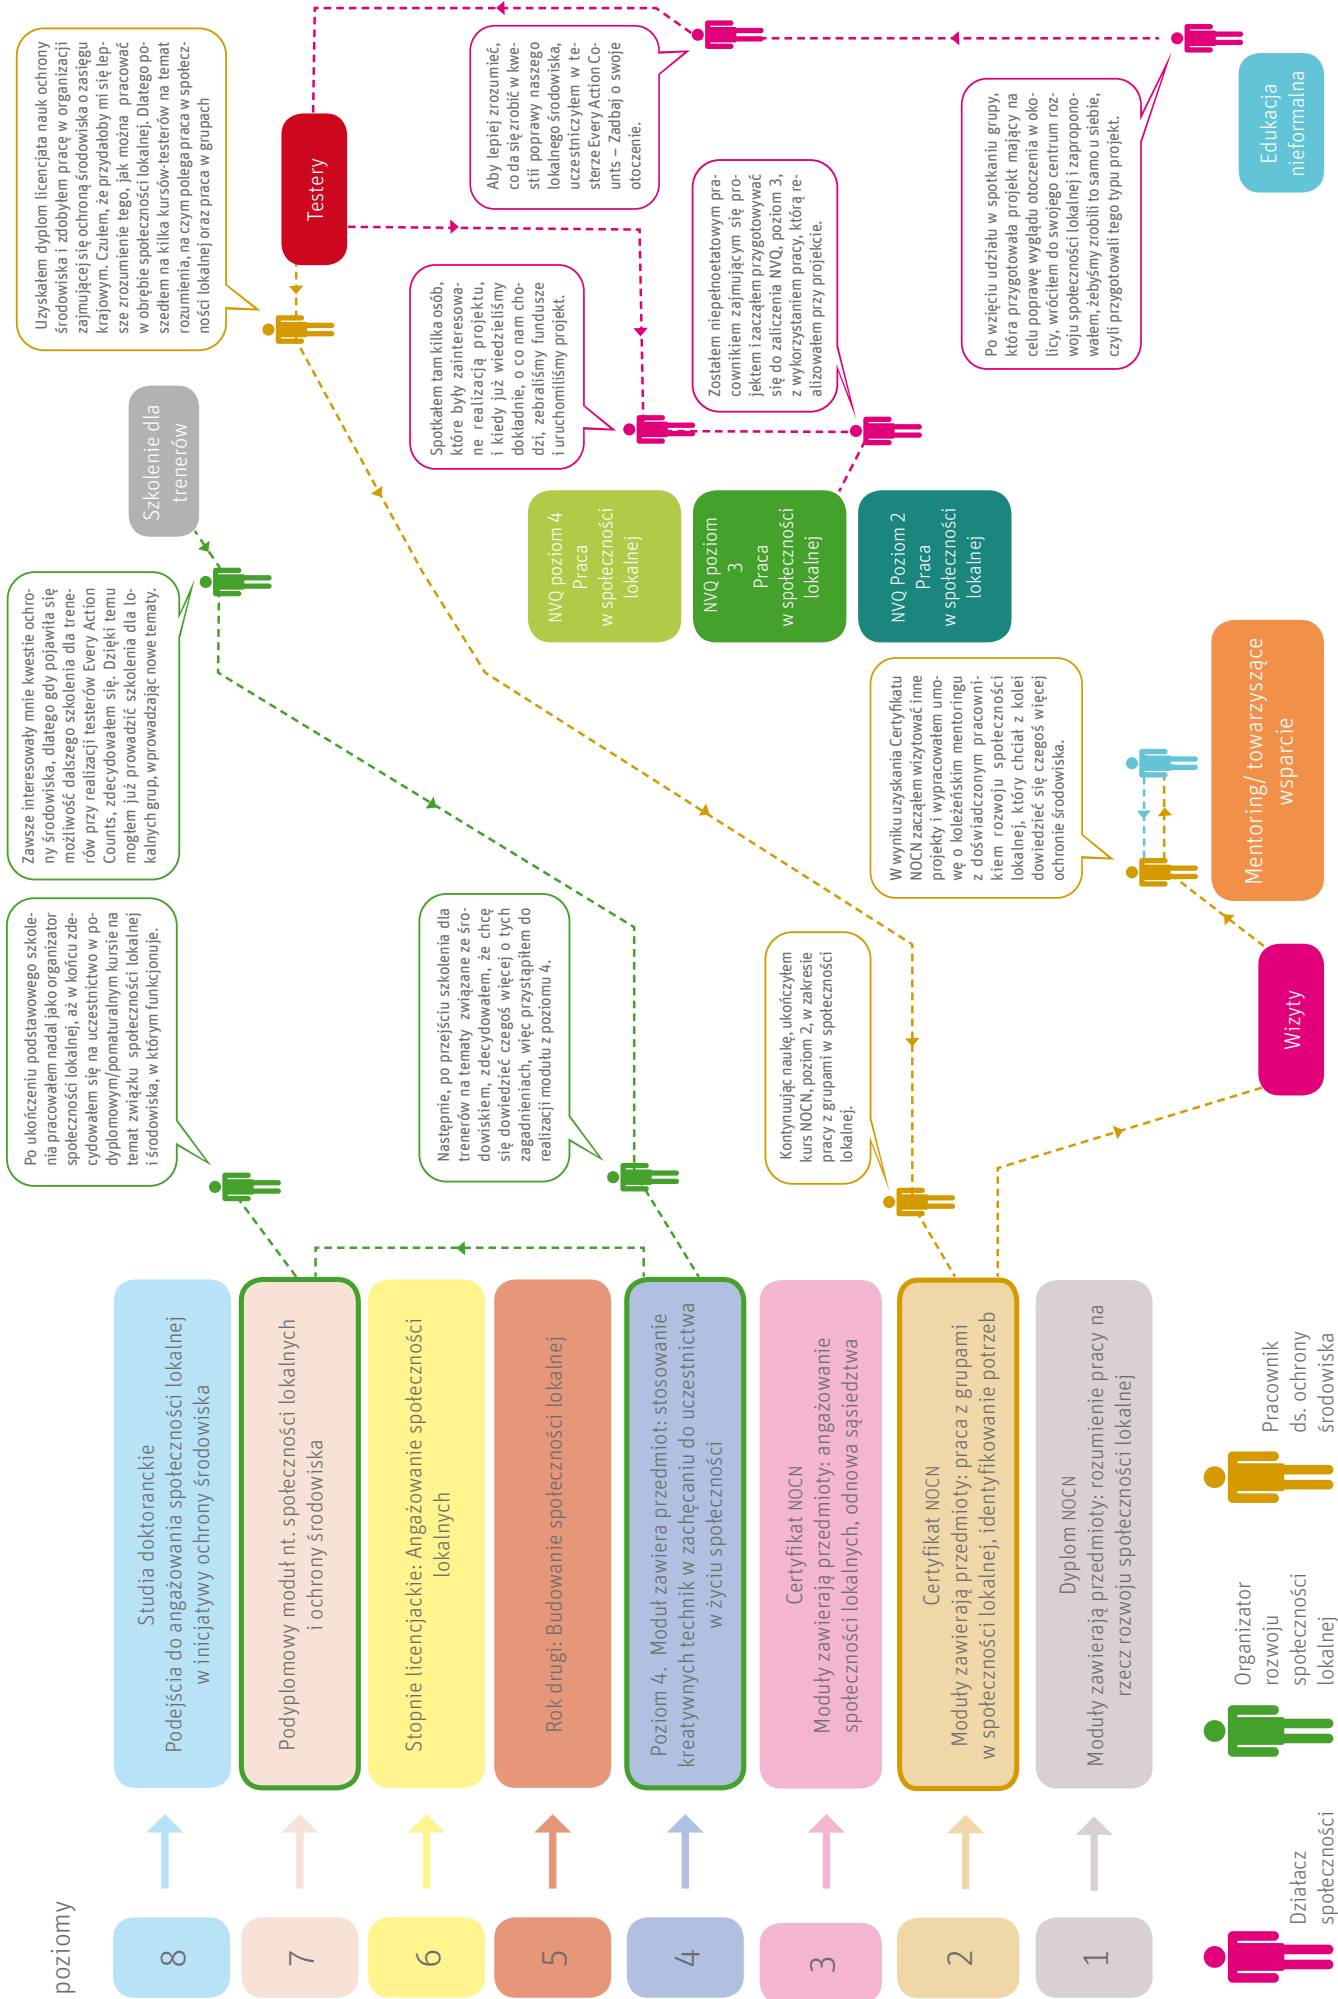 poziomy
8
Studia doktoranckie
Podejścia do angażowania społeczności lokalnej
w inicjatywy ochrony środowiska
7
Podyplomowy moduł nt. społeczności lokalnych
i ochrony środowiska
6
Stopnie licencjackie: Angażowanie społeczności
lokalnych
5
Rok drugi: Budowanie społeczności lokalnej
4
Poziom 4. Moduł zawiera przedmiot: stosowanie
kreatywnych technik w zachęcaniu do uczestnictwa
w życiu społeczności
3
Certyfikat NOCN
Moduły zawierają przedmioty: angażowanie
społeczności lokalnych, odnowa sąsiedztwa
2
Certyfikat NOCN
Moduły zawierają przedmioty: praca z grupami
w społeczności lokalnej, identyfikowanie potrzeb
1
Dyplom NOCN
Moduły zawierają przedmioty: rozumienie pracy na
rzecz rozwoju społeczności lokalnej
Działacz
społeczności
Organizator
rozwoju
społeczności
lokalnej
Pracownik
ds. ochrony
środowiska
Po ukończeniu podstawowego szkole-
nia pracowałem nadal jako organizator
społeczności lokalnej, aż w końcu zde-
cydowałem się na uczestnictwo w po-
dyplomowym/pomaturalnym kursie na
temat związku społeczności lokalnej
i środowiska, w którym funkcjonuje.
Następnie, po przejściu szkolenia dla
trenerów na tematy związane ze śro-
dowiskiem, zdecydowałem, że chcę
się dowiedzieć czegoś więcej o tych
zagadnieniach, więc przystąpiłem do
realizacji modułu z poziomu 4.
Kontynuując naukę, ukończyłem
kurs NOCN, poziom 2, w zakresie
pracy z grupami w społeczności
lokalnej.
Wizyty
Zawsze interesowały mnie kwestie ochro-
ny środowiska, dlatego gdy pojawiła się
możliwość dalszego szkolenia dla trene-
rów przy realizacji testerów Every Action
Counts, zdecydowałem się. Dzięki temu
mogłem już prowadzić szkolenia dla lo-
kalnych grup, wprowadzając nowe tematy.
W wyniku uzyskania Certyfikatu
NOCN zacząłem wizytować inne
projekty i wypracowałem umo-
wę o koleżeńskim mentoringu
z doświadczonym pracowni-
kiem rozwoju społeczności
lokalnej, który chciał z kolei
dowiedzieć się czegoś więcej
ochronie środowiska.
Mentoring/ towarzyszące
wsparcie
Szkolenie dla
trenerów
NVQ poziom 4
Praca
w społeczności
lokalnej
NVQ poziom
3
Praca
w społeczności
lokalnej
NVQ Poziom 2
Praca
w społeczności
lokalnej
Uzyskałem dyplom licencjata nauk ochrony
środowiska i zdobyłem pracę w organizacji
zajmującej się ochroną środowiska o zasięgu
krajowym. Czułem, że przydałoby mi się lep-
sze zrozumienie tego, jak można pracować
w obrębie społeczności lokalnej. Dlatego po-
szedłem na kilka kursów-testerów na temat
rozumienia, na czym polega praca w społecz-
ności lokalnej oraz praca w grupach
Testery
Spotkałem tam kilka osób,
które były zainteresowa-
ne realizacją projektu,
i kiedy już wiedzieliśmy
dokładnie, o co nam cho-
dzi, zebraliśmy fundusze
i uruchomiliśmy projekt.
Aby lepiej zrozumieć,
co da się zrobić w kwe-
stii poprawy naszego
lokalnego środowiska,
uczestniczyłem w te-
sterze Every Action Co-
unts – Zadbaj o swoje
otoczenie.
Zostałem niepełnoetatowym pra-
cownikiem zajmującym się pro-
jektem i zacząłem przygotowywać
się do zaliczenia NVQ, poziom 3,
z wykorzystaniem pracy, którą re-
alizowałem przy projekcie.
Po wzięciu udziału w spotkaniu grupy,
która przygotowała projekt mający na
celu poprawę wyglądu otoczenia w oko-
licy, wróciłem do swojego centrum roz-
woju społeczności lokalnej i zapropono-
wałem, żebyśmy zrobili to samo u siebie,
czyli przygotowali tego typu projekt.
Edukacja
nieformalna